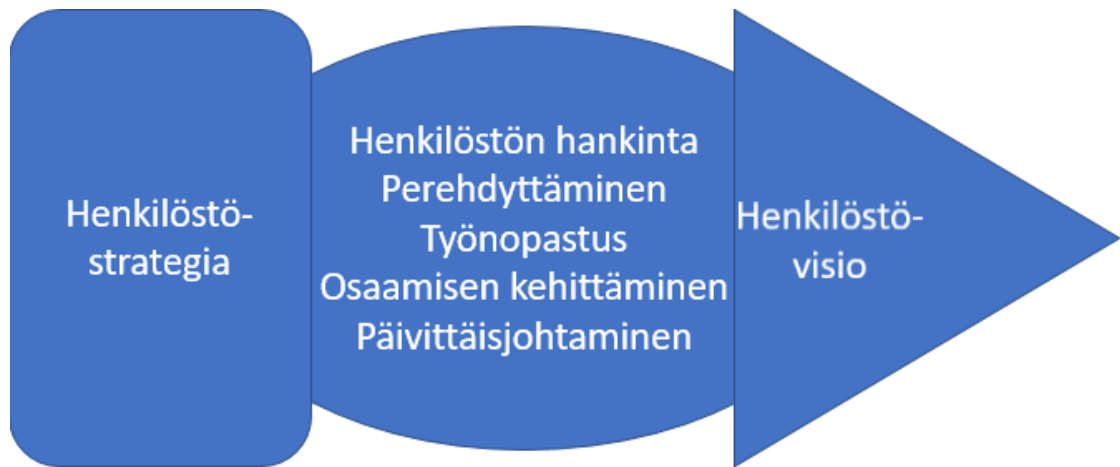 Henkilöstö-
strategia
Henkilöstön hankinta
Perehdyttäminen
Työnopastus
Osaamisen kehittäminen
Päivittäisjohtaminen
Henkilöstö-
visio